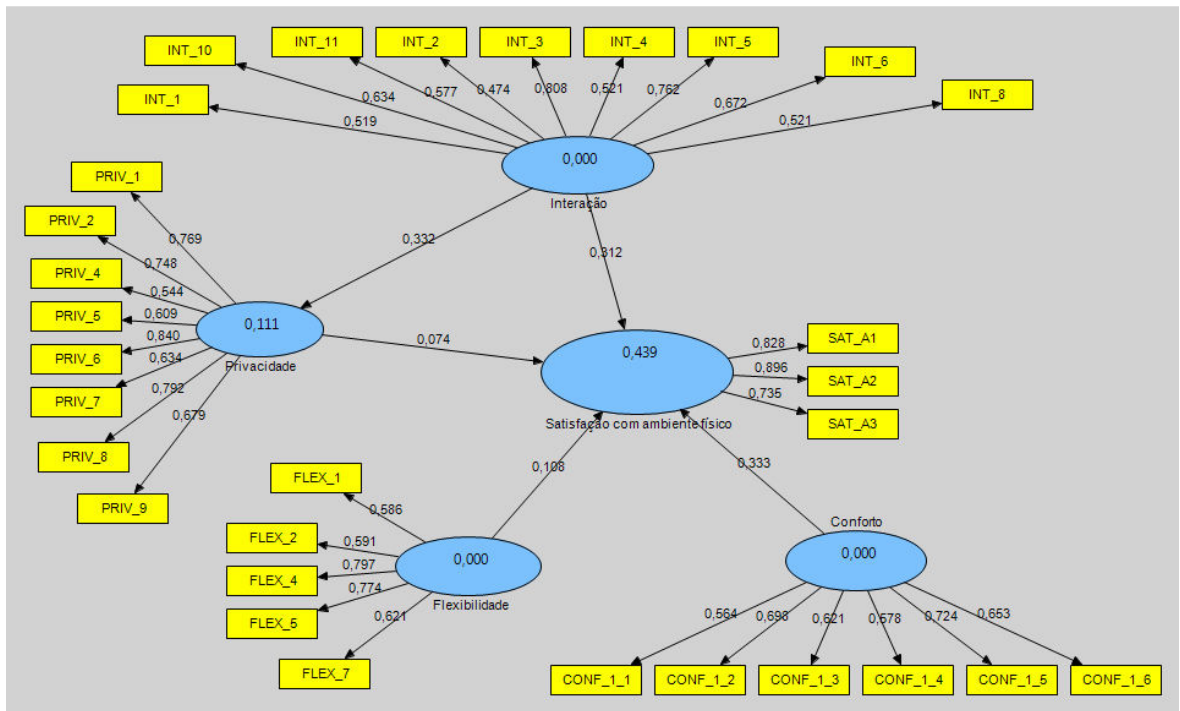 INT_10
INT_11
INT_2
INT_3
INT_4
INT_5
INT_6
INT_8
INT_1
0,634
0,577
0,474
0,808
0,521
0,762
0,672
0,521
0,519
0,000
Interação
PRIV_1
PRIV_2
PRIV_4
PRIV_5
PRIV_6
PRIV_7
PRIV_8
PRIV_9
0,769
0,748
0,544
0,609
0,840
0,634
0,792
0,679
0,332
0,312
0,111
Privacidade
0,074
0,439
Satisfação com ambiente físico
0,828
0,896
0,735
SAT_A1
SAT_A2
SAT_A3
0,108
0,333
FLEX_1
FLEX_2
FLEX_4
FLEX_5
FLEX_7
0,586
0,591
0,797
0,774
0,621
0,000
Flexibilidade
Conforto
0,000
0,564
0,698
0,621
0,578
0,724
0,653
CONF_1_1
CONF_1_2
CONF_1_3
CONF_1_4
CONF_1_5
CONF_1_6